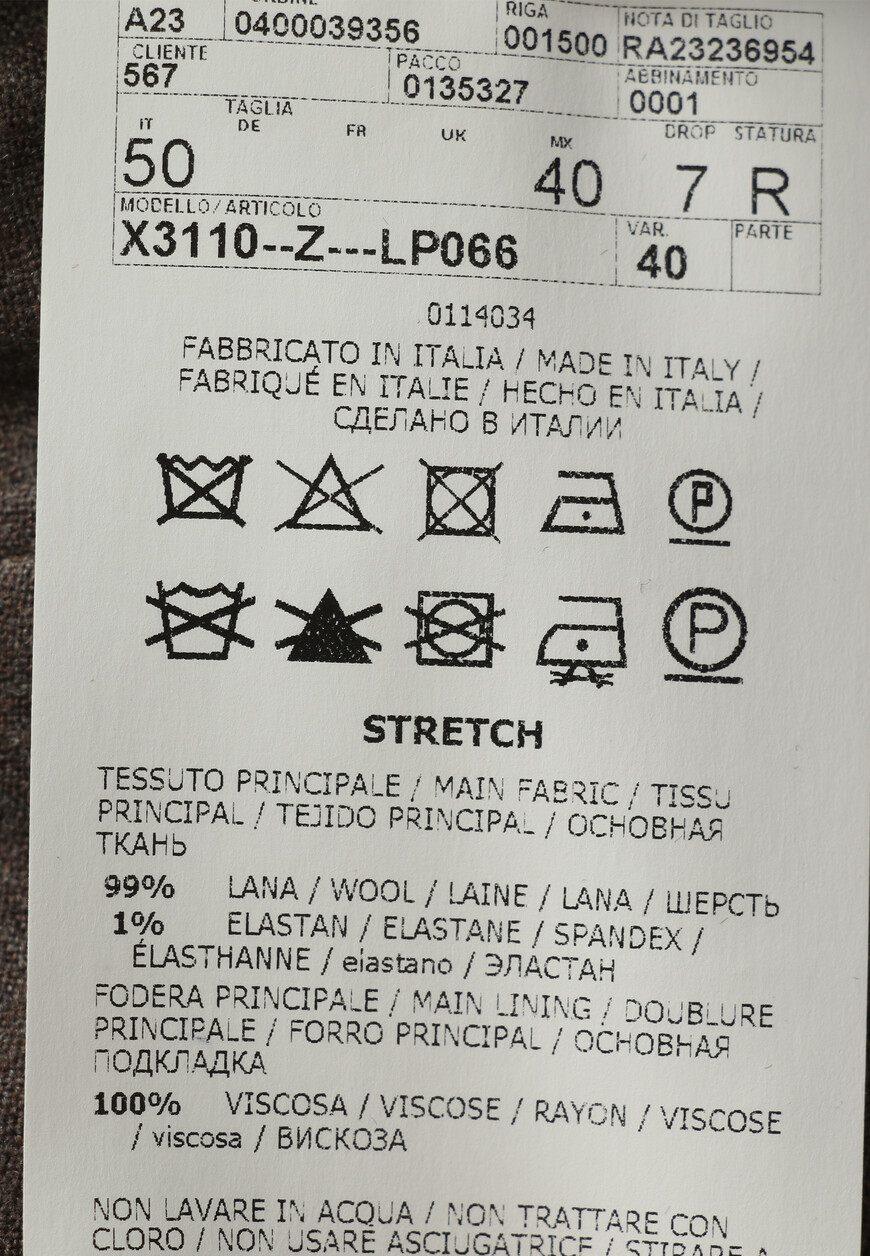 A23 0400039356 RIGA NOTA DI TAGLIO
001500 RA23236954
CLIENTE PACCO ABBINAMENTO
567 0135327 0001
TAGLIA
IT DE FR UK MX DROP STATURA
50 40 7 R
MODELLO/ARTICOLO VAR. PARTE
X3110--Z---LP066 40
0114034
FABBRICATO IN ITALIA / MADE IN ITALY /
FABRIQUÉ EN ITALIE / HECHO EN ITALIA /
СДЕЛАНО В ИТАЛИИ
P
P
STRETCH
TESSUTO PRINCIPALE / MAIN FABRIC / TISSU
PRINCIPAL / TEJIDO PRINCIPAL / ОСНОВНАЯ
ТКАНЬ
99% LANA / WOOL / LAINE / LANA / ШЕРСТЬ
1% ELASTAN / ELASTANE / SPANDEX /
ÉLASTHANNE / elastano / ЭЛАСТАН
FODERA PRINCIPALE / MAIN LINING / DOUBLURE
PRINCIPALE / FORRO PRINCIPAL / ОСНОВНАЯ
ПОДКЛАДКА
100% VISCOSA / VISCOSE / RAYON / VISCOSE
/ viscosa / ВИСКОЗА
NON LAVARE IN ACQUA / NON TRATTARE CON
CLORO / NON USARE ASCIUGATRICE / STIRARE A